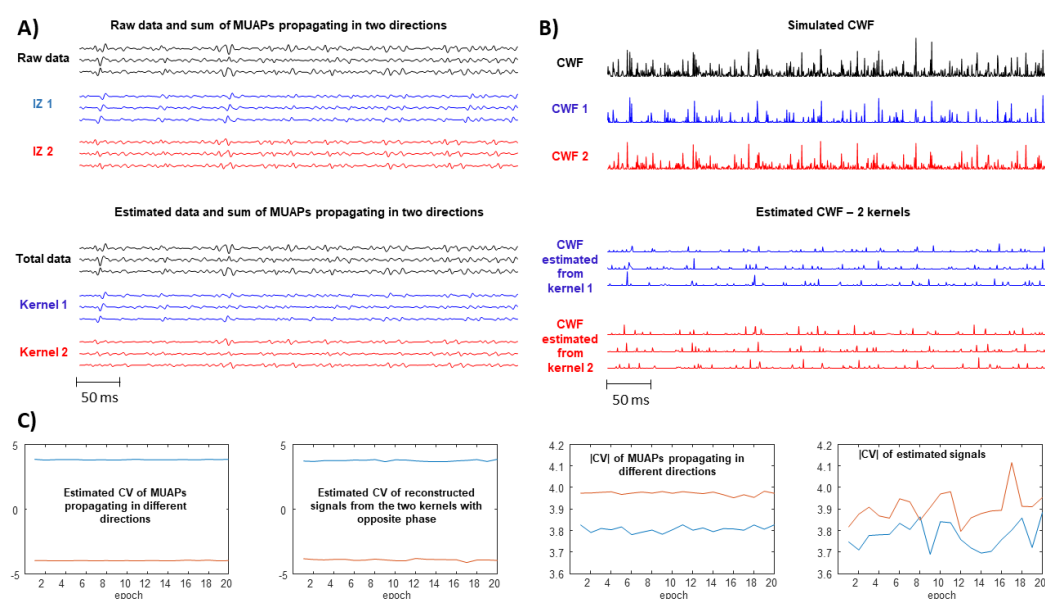 A)
Raw data and sum of MUAPs propagating in two directions
Raw data
IZ 1
IZ 2
Estimated data and sum of MUAPs propagating in two directions
Total data
Kernel 1
Kernel 2
50 ms
B)
Simulated CWF
CWF
CWF 1
CWF 2
Estimated CWF – 2 kernels
CWF
estimated
from
kernel 1
CWF
estimated
from
kernel 2
50 ms
C)
5
0
-5
Estimated CV of MUAPs
propagating in different
directions
2 4 6 8 10 12 14 16 18 20
epoch
5
0
-5
Estimated CV of reconstructed
signals from the two kernels with
opposite phase
2 4 6 8 10 12 14 16 18 20
epoch
4.2
4.1
4.0
3.9
3.8
3.7
3.6
|CV| of MUAPs propagating in
different directions
2 4 6 8 10 12 14 16 18 20
epoch
4.2
4.1
4.0
3.9
3.8
3.7
3.6
|CV| of estimated signals
2 4 6 8 10 12 14 16 18 20
epoch